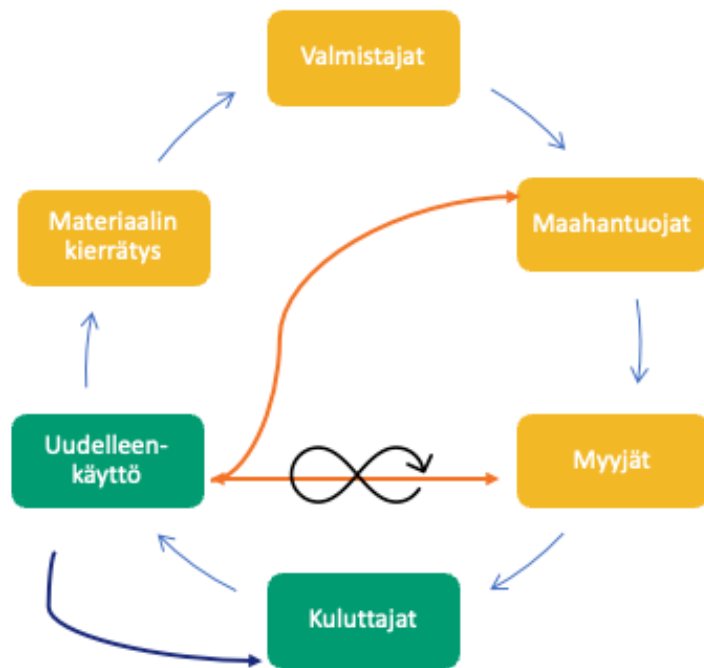 Valmistajat
Maahantuojat
Myyjät
Kuluttajat
Uudelleen-
käyttö
Materiaalin
kierrätys